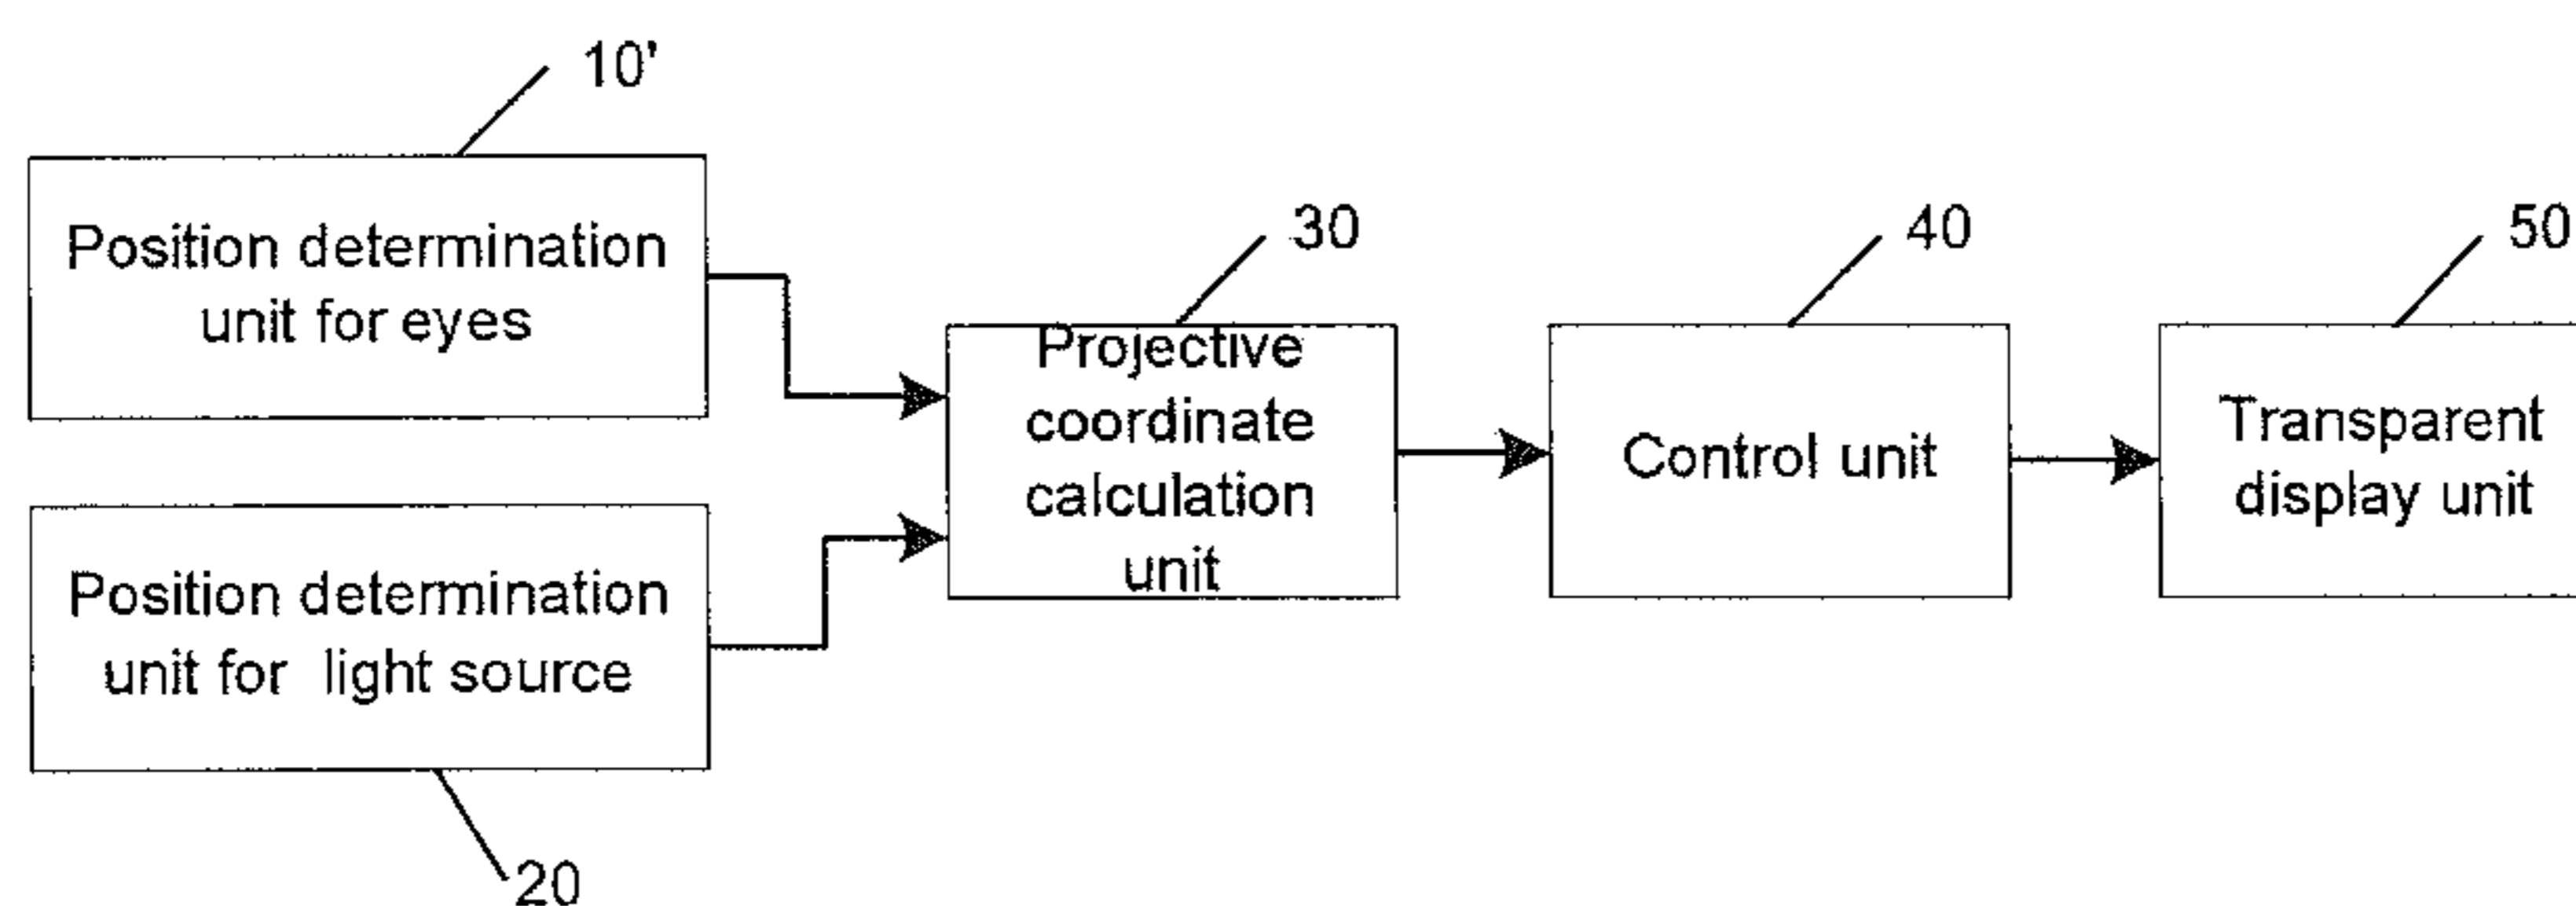 10'
Position determination
unit for eyes
30
40
50
Projective
coordinate
calculation
unit
Control unit
Transparent
display unit
Position determination
unit for light source
20